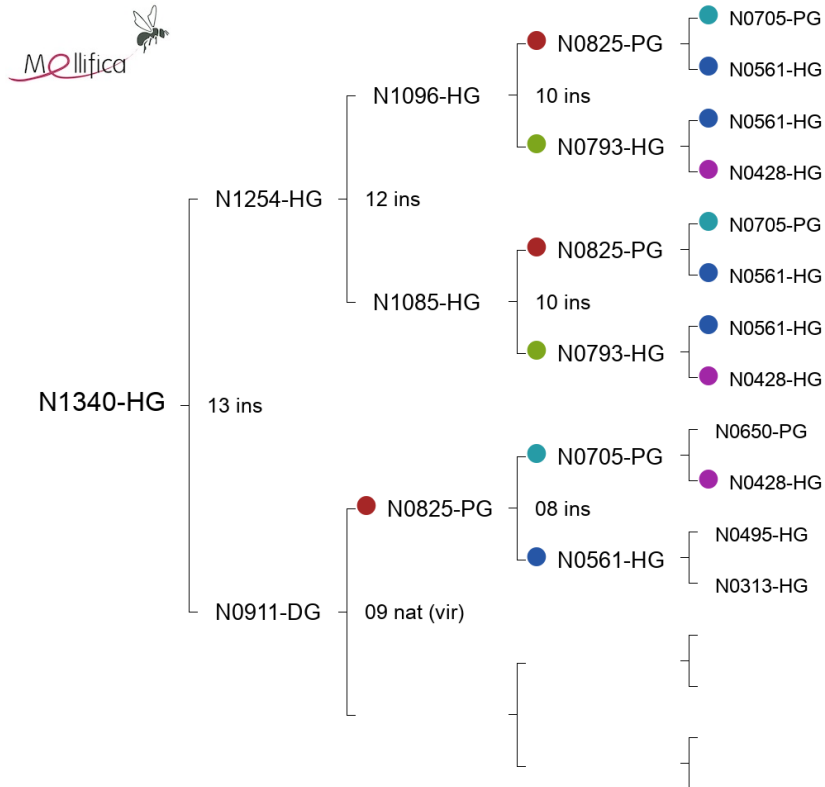 Mellifica
N0705-PG
N0825-PG
N0561-HG
N1096-HG
10 ins
N0561-HG
N0793-HG
N0428-HG
N1254-HG
12 ins
N0705-PG
N0825-PG
N0561-HG
N1085-HG
10 ins
N0561-HG
N0793-HG
N0428-HG
N1340-HG
13 ins
N0650-PG
N0705-PG
N0428-HG
N0825-PG
08 ins
N0495-HG
N0561-HG
N0313-HG
N0911-DG
09 nat (vir)